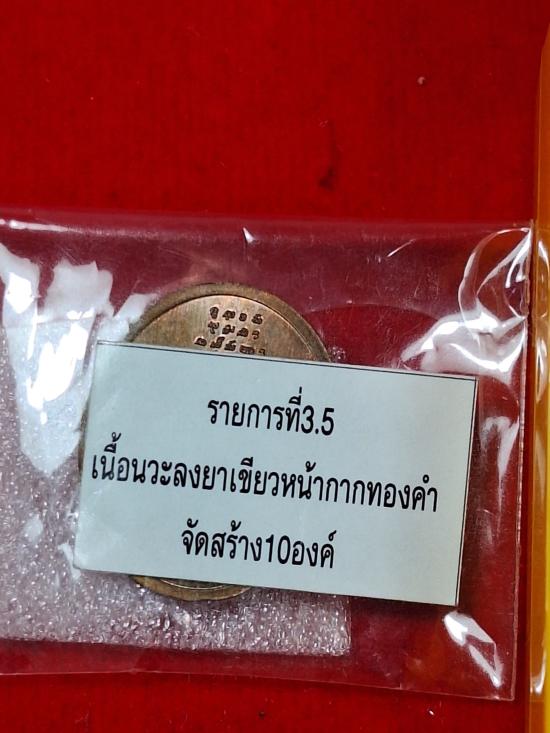 รายการที่3.5
เนื้อนวะลงยาเขียวหน้ากากทองคำ
จัดสร้าง10องค์